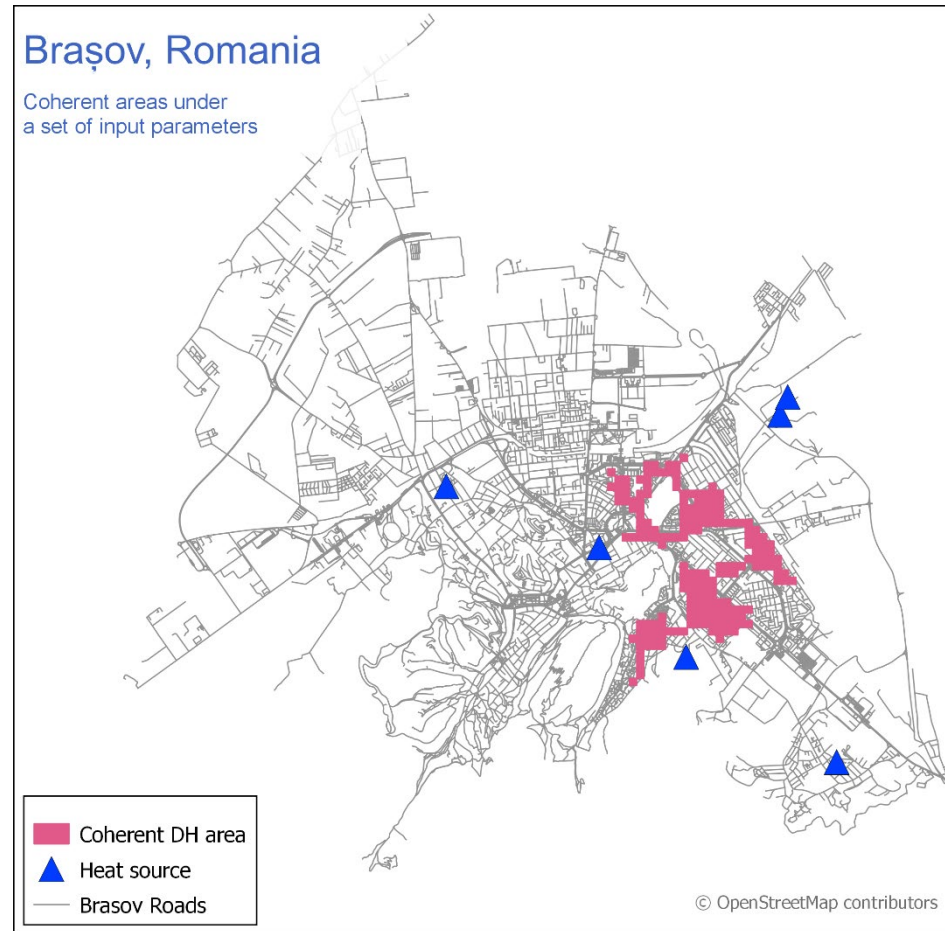 Brașov, Romania
Coherent areas under
a set of input parameters
Coherent DH area
Heat source
Brasov Roads
© OpenStreetMap contributors